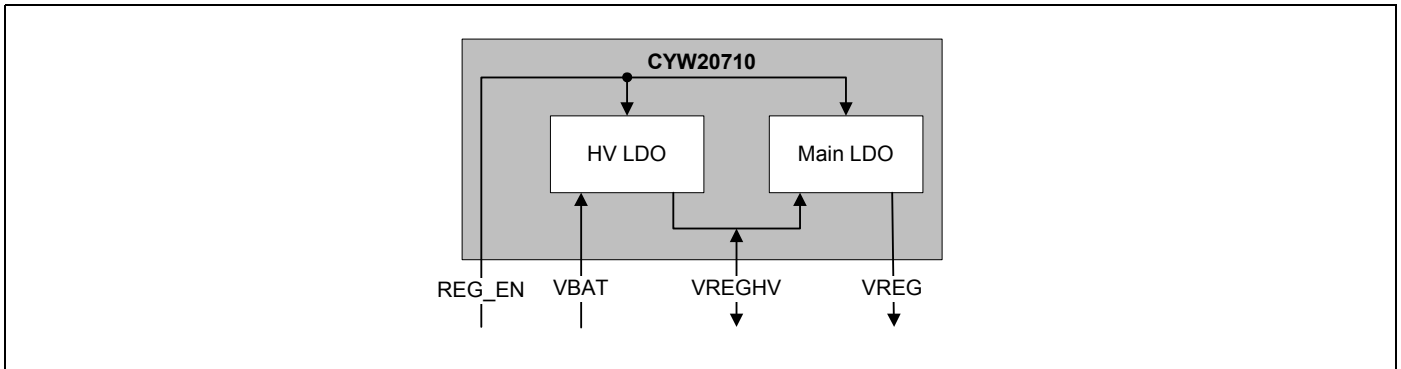 CYW20710
HV LDO
Main LDO
REG_EN
VBAT
VREGHV
VREG